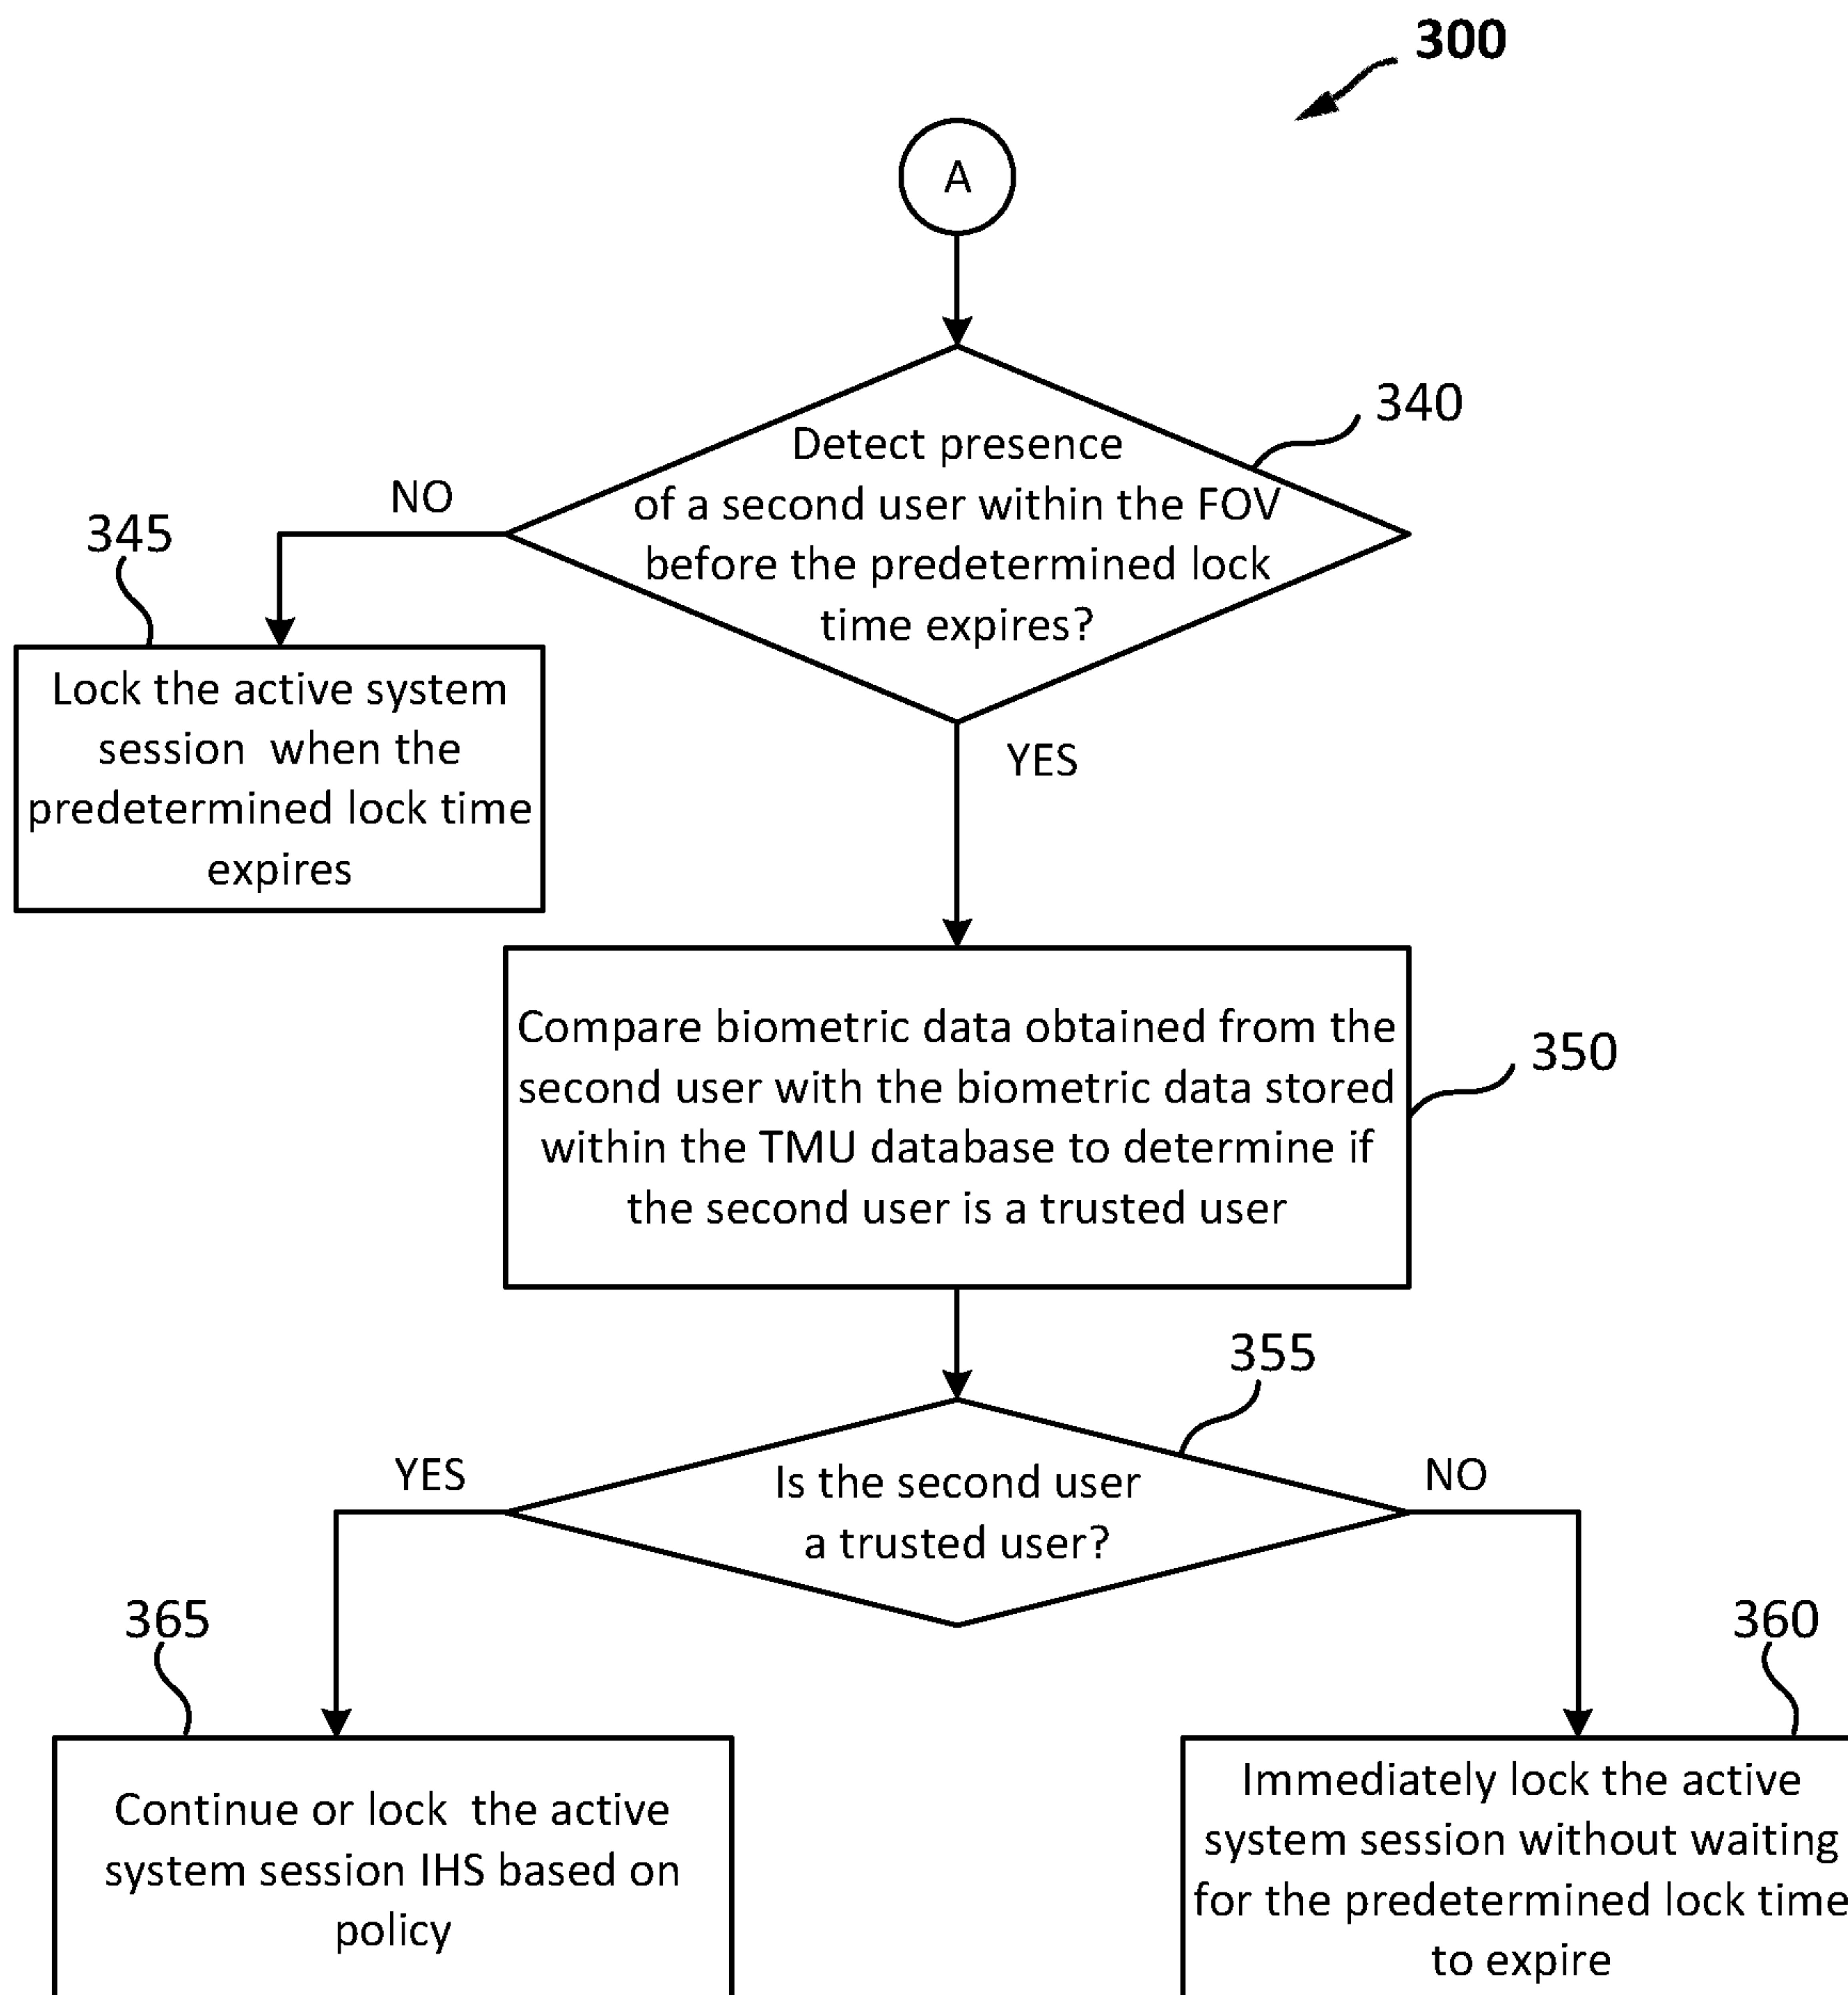 300
A
340
Detect presence
of a second user within the FOV
before the predetermined lock
time expires?
NO
345
Lock the active system
session when the
predetermined lock time
expires
YES
Compare biometric data obtained from the
second user with the biometric data stored
within the TMU database to determine if
the second user is a trusted user
350
355
YES
Is the second user
a trusted user?
NO
365
360
Continue or lock the active
system session IHS based on
policy
Immediately lock the active
system session without waiting
for the predetermined lock time
to expire